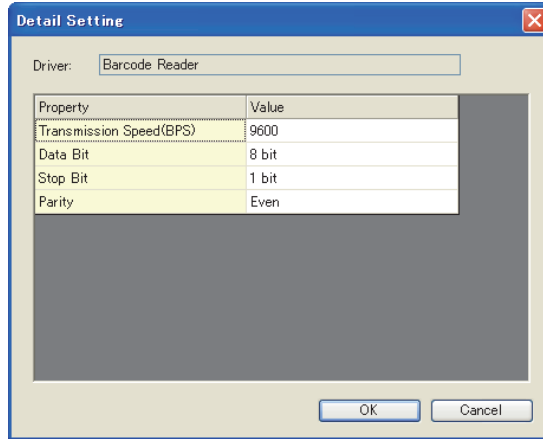 Detail Setting
Driver: Barcode Reader
Property Value
Transmission Speed(BPS) 9600
Data Bit 8 bit
Stop Bit 1 bit
Parity Even
OK Cancel